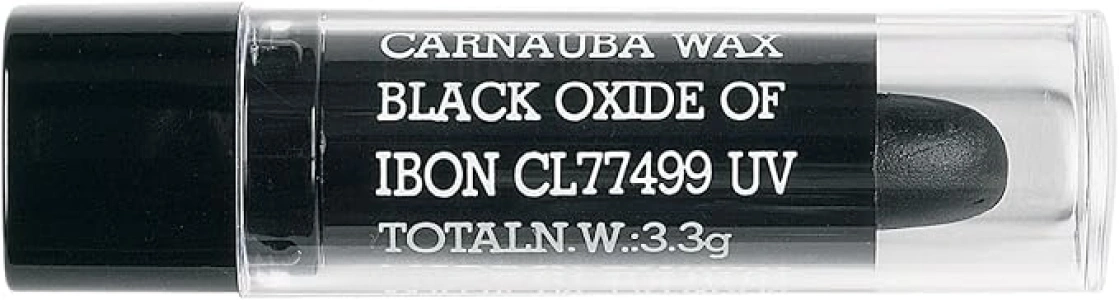 CARNAUBA WAX
BLACK OXIDE OF
IBON CL77499 UV
TOTALN.W.:3.3g